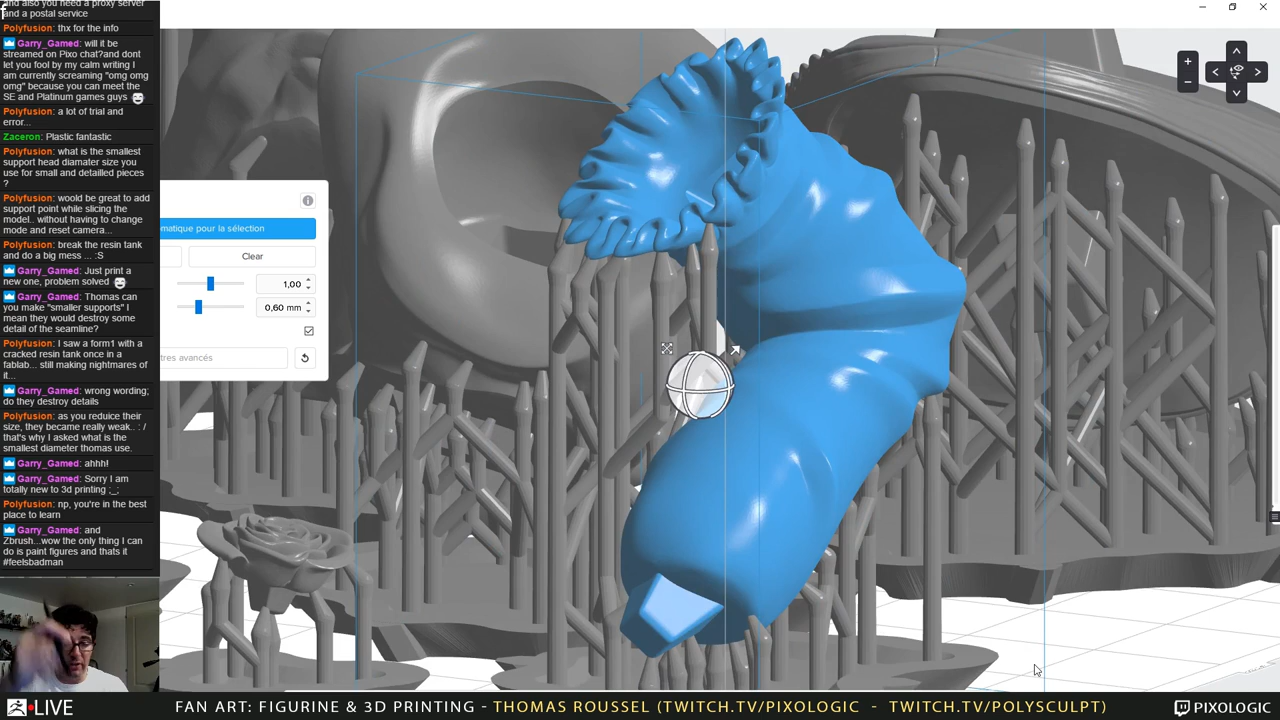 and also you need a proxy server
and a postal service
Polyfusion: thx for the info
Garry_Gamed: will it be
streamed on Pixo chat?and dont
let you fool by my calm writing I
am currently screaming "omg omg
omg" because you can meet the
SE and Platinum games guys
Polyfusion: a lot of trial and
error...
Zaceron: Plastic fantastic
Polyfusion: what is the smallest
support head diamater size you
use for small and detailled pieces
?
Polyfusion: would be great to add
support point while slicing the
model.. without having to change
mode and reset camera...
Polyfusion: break the resin tank
and do a big mess ... :S
Garry_Gamed: Just print a
new one, problem solved
Garry_Gamed: Thomas can
you make "smaller supports" I
mean they would destroy some
detail of the seamline?
Polyfusion: I saw a form1 with a
cracked resin tank once in a
fablab... still making nightmares of
it...
Garry_Gamed: wrong wording;
do they destroy details
Polyfusion: as you reduice their
size, they became really weak.. : /
that's why I asked what is the
smallest diameter thomas use.
Garry_Gamed: ahhh!
Garry_Gamed: Sorry I am
totally new to 3d printing ;_;
Polyfusion: np, you're in the best
place to learn
Garry_Gamed: and
Zbrush...wow the only thing I can
do is paint figures and thats it
#feelsbadman
matique pour la sélection
Clear
1,00
0,60 mm
tres avancés
LIVE
FAN ART: FIGURINE & 3D PRINTING - THOMAS ROUSSEL (TWITCH.TV/PIXOLOGIC - TWITCH.TV/POLYSCULPT)
PIXOLOGIC